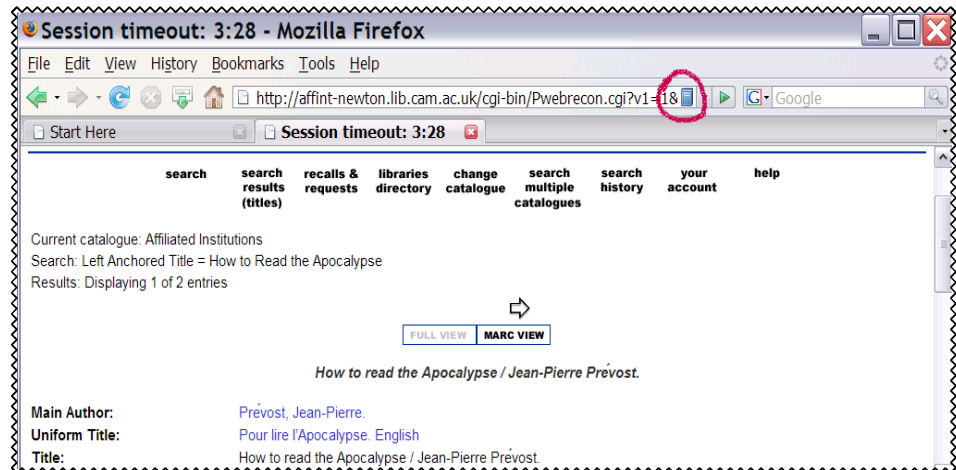 Session timeout: 3:28 - Mozilla Firefox
File Edit View History Bookmarks Tools Help
http://affint-newton.lib.cam.ac.uk/cgi-bin/Pwebrecon.cgi?v1=1& G Google
Start Here Session timeout: 3:28
search search results (titles) recalls & requests libraries directory change catalogue search multiple catalogues search history your account help
Current catalogue: Affiliated Institutions
Search: Left Anchored Title = How to Read the Apocalypse
Results: Displaying 1 of 2 entries
FULL VIEW MARC VIEW
How to read the Apocalypse / Jean-Pierre Prévost.
Main Author: Prévost, Jean-Pierre.
Uniform Title: Pour lire l'Apocalypse. English
Title: How to read the Apocalypse / Jean-Pierre Prévost.